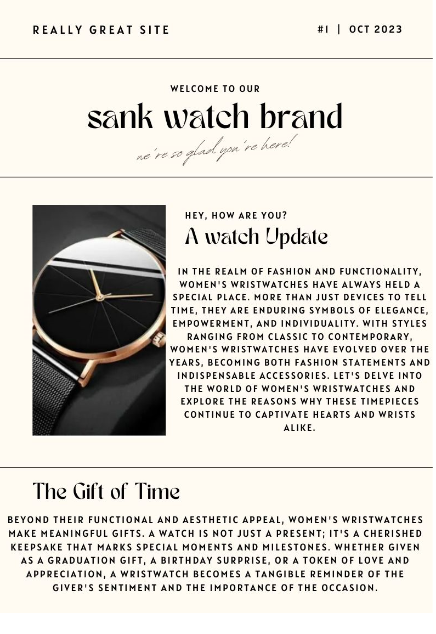 REALLY GREAT SITE
#1 | OCT 2023
WELCOME TO OUR
sank watch brand
we're so glad you're here!
HEY, HOW ARE YOU?
A watch Update
IN THE REALM OF FASHION AND FUNCTIONALITY,
WOMEN'S WRISTWATCHES HAVE ALWAYS HELD A
SPECIAL PLACE. MORE THAN JUST DEVICES TO TELL
TIME, THEY ARE ENDURING SYMBOLS OF ELEGANCE,
EMPOWERMENT, AND INDIVIDUALITY. WITH STYLES
RANGING FROM CLASSIC TO CONTEMPORARY,
WOMEN'S WRISTWATCHES HAVE EVOLVED OVER THE
YEARS, BECOMING BOTH FASHION STATEMENTS AND
INDISPENSABLE ACCESSORIES. LET'S DELVE INTO
THE WORLD OF WOMEN'S WRISTWATCHES AND
EXPLORE THE REASONS WHY THESE TIMEPIECES
CONTINUE TO CAPTIVATE HEARTS AND WRISTS
ALIKE.
The Gift of Time
BEYOND THEIR FUNCTIONAL AND AESTHETIC APPEAL, WOMEN'S WRISTWATCHES
MAKE MEANINGFUL GIFTS. A WATCH IS NOT JUST A PRESENT; IT'S A CHERISHED
KEEPSAKE THAT MARKS SPECIAL MOMENTS AND MILESTONES. WHETHER GIVEN
AS A GRADUATION GIFT, A BIRTHDAY SURPRISE, OR A TOKEN OF LOVE AND
APPRECIATION, A WRISTWATCH BECOMES A TANGIBLE REMINDER OF THE
GIVER'S SENTIMENT AND THE IMPORTANCE OF THE OCCASION.